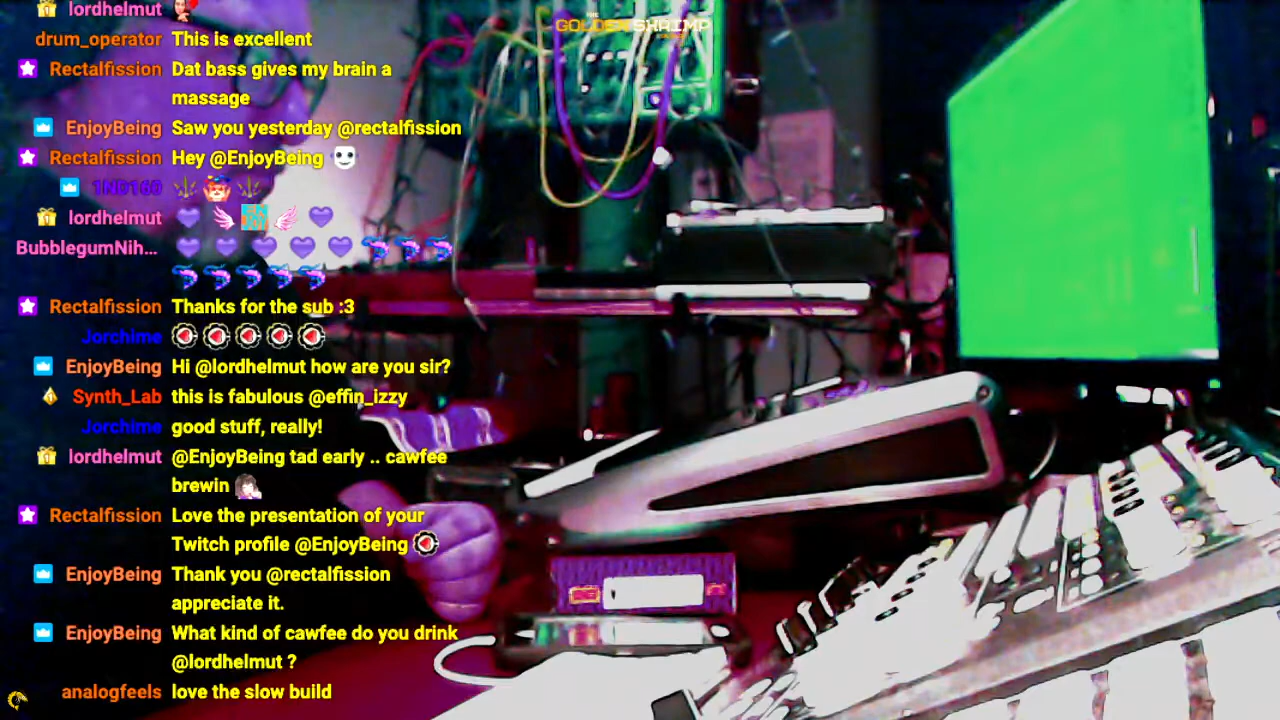 lordhelmut
THE
GOLDEN SHRIMP
drum_operator This is excellent
Rectalfission Dat bass gives my brain a
massage
EnjoyBeing Saw you yesterday @rectalfission
Rectalfission Hey @EnjoyBeing
1ND160
lordhelmut
BubblegumNih...
Rectalfission Thanks for the sub :3
Jorchime
EnjoyBeing Hi @lordhelmut how are you sir?
Synth_Lab this is fabulous @effin_izzy
Jorchime good stuff, really!
lordhelmut @EnjoyBeing tad early .. cawfee
brewin
Rectalfission Love the presentation of your
Twitch profile @EnjoyBeing
EnjoyBeing Thank you @rectalfission
appreciate it.
EnjoyBeing What kind of cawfee do you drink
@lordhelmut ?
analogfeels love the slow build